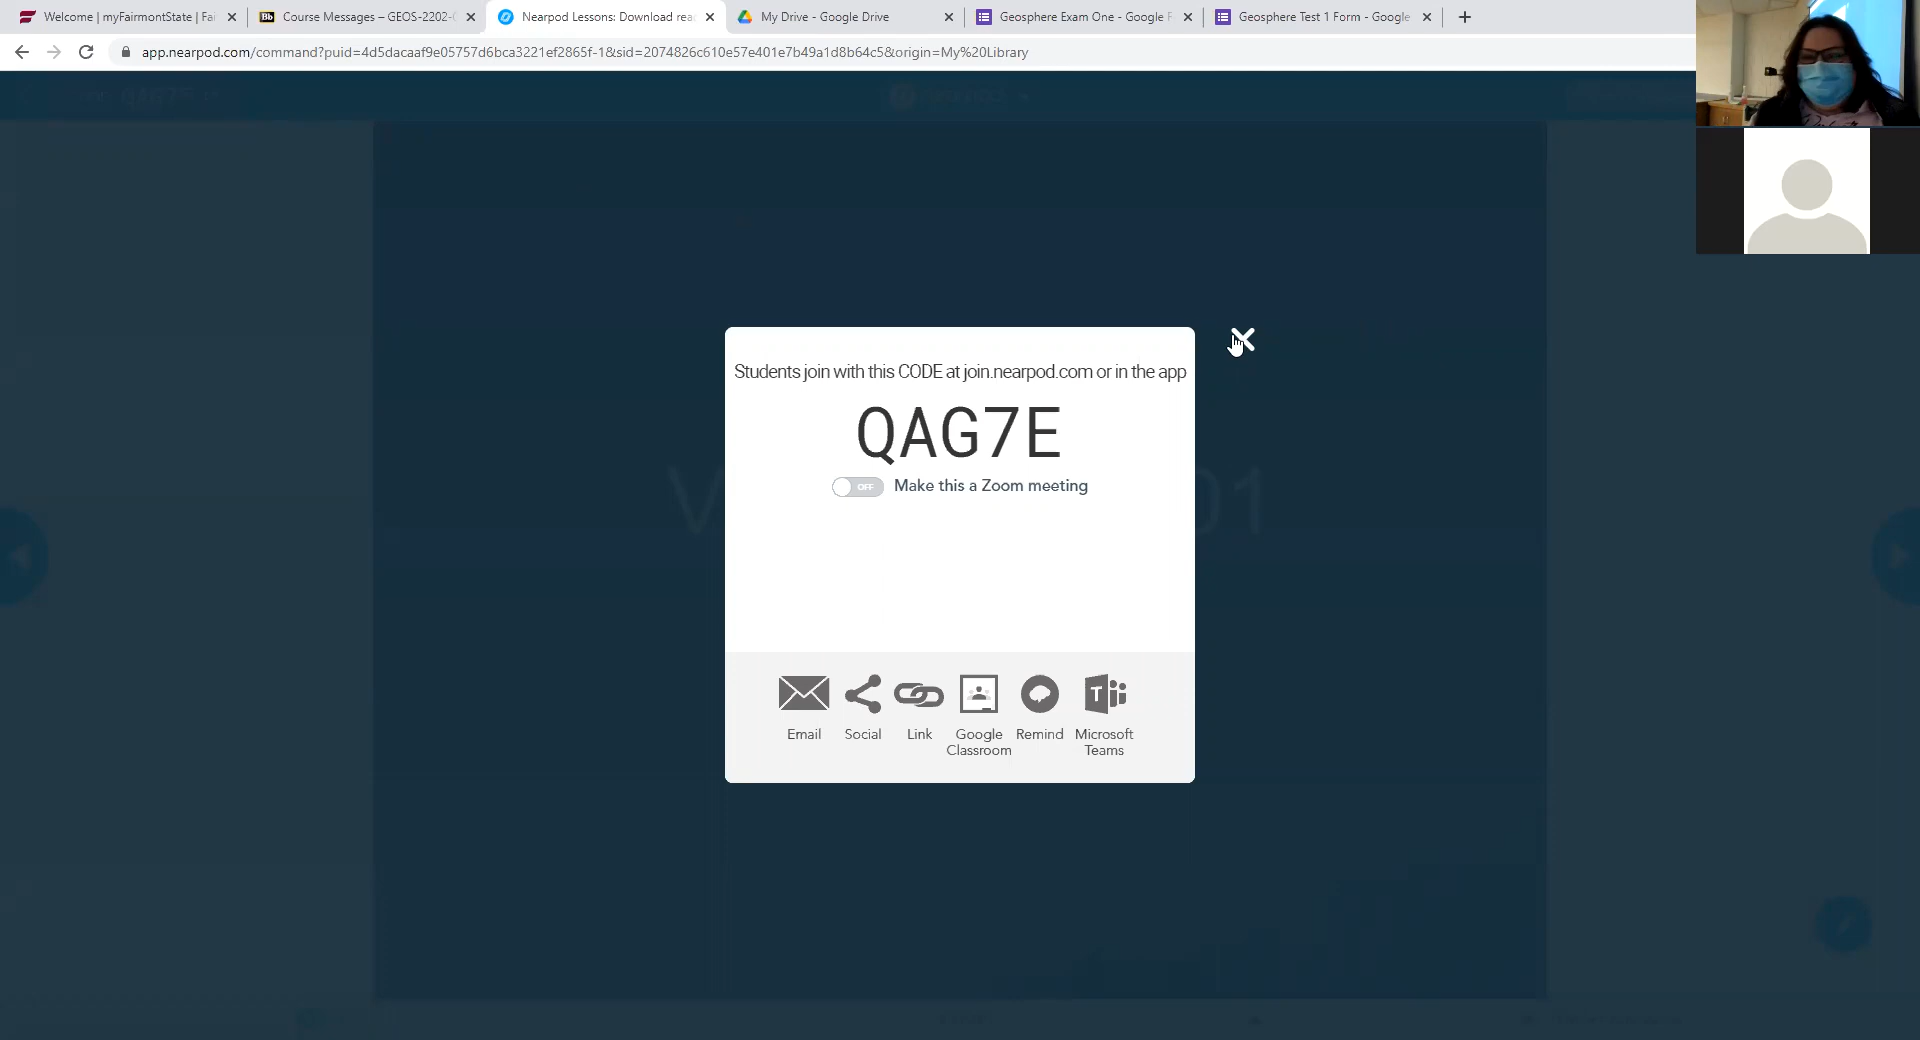 Welcome | myFairmontState | Fai
Bb Course Messages – GEOS-2202-
Nearpod Lessons: Download rea
My Drive - Google Drive
Geosphere Exam One - Google F
Geosphere Test 1 Form - Google
app.nearpod.com/command?puid=4d5dacaaf9e05757d6bca3221ef2865f-1&sid=2074826c610e57e401e7b49a1d8b64c5&origin=My%20Library
Students join with this CODE at join.nearpod.com or in the app
QAG7E
OFF Make this a Zoom meeting
Email
Social
Link
Google Classroom
Remind
Microsoft Teams